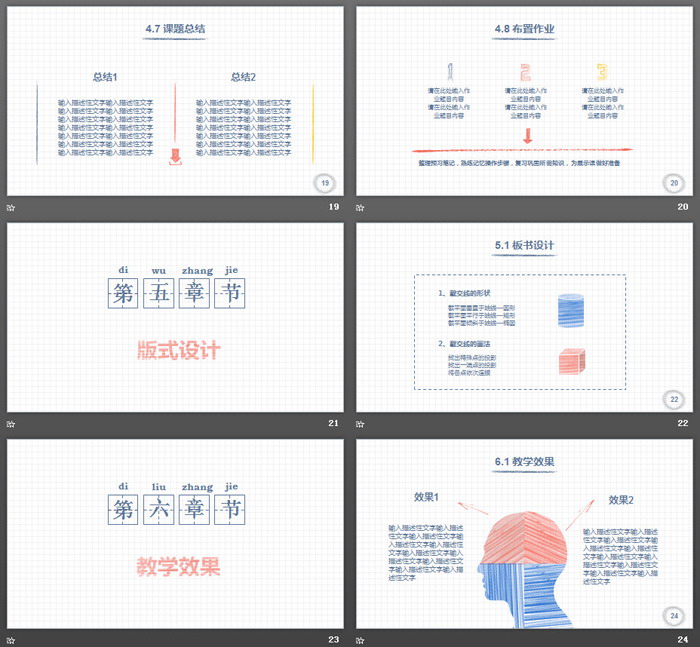 4.7 课题总结
总结1
总结2
输入描述性文字输入描述性文字
输入描述性文字输入描述性文字
输入描述性文字输入描述性文字
输入描述性文字输入描述性文字
输入描述性文字输入描述性文字
输入描述性文字输入描述性文字
输入描述性文字输入描述性文字
输入描述性文字输入描述性文字
输入描述性文字输入描述性文字
输入描述性文字输入描述性文字
输入描述性文字输入描述性文字
输入描述性文字输入描述性文字
输入描述性文字输入描述性文字
输入描述性文字输入描述性文字
19
19
4.8 布置作业
1
2
3
请在此处输入作
业题目内容
请在此处输入作
业题目内容
请在此处输入作
业题目内容
请在此处输入作
业题目内容
请在此处输入作
业题目内容
请在此处输入作
业题目内容
整理预习笔记，熟练记忆操作步骤，复习巩固所做知识，为展示课做好准备
20
20
di wu zhang jie
第五章节
版式设计
21
5.1 板书设计
1、截交线的形状
截平面垂直于轴线—圆形
截平面平行于轴线—矩形
截平面倾斜于轴线—椭圆
2、截交线的画法
找出特殊点的投影
找出一般点的投影
将各点依次连接
22
22
di liu zhang jie
第六章节
教学效果
23
6.1 教学效果
效果1
效果2
输入描述性文字输入描述
性文字输入描述性文字输
入描述性文字输入描述性
文字输入描述性文字输入
描述性文字输入描述性文
字输入描述性文字输入描
述性文字
输入描述性文字输入描述
性文字输入描述性文字输
入描述性文字输入描述性
文字输入描述性文字输入
描述性文字输入描述性文
字输入描述性文字输入描
述性文字
24
24